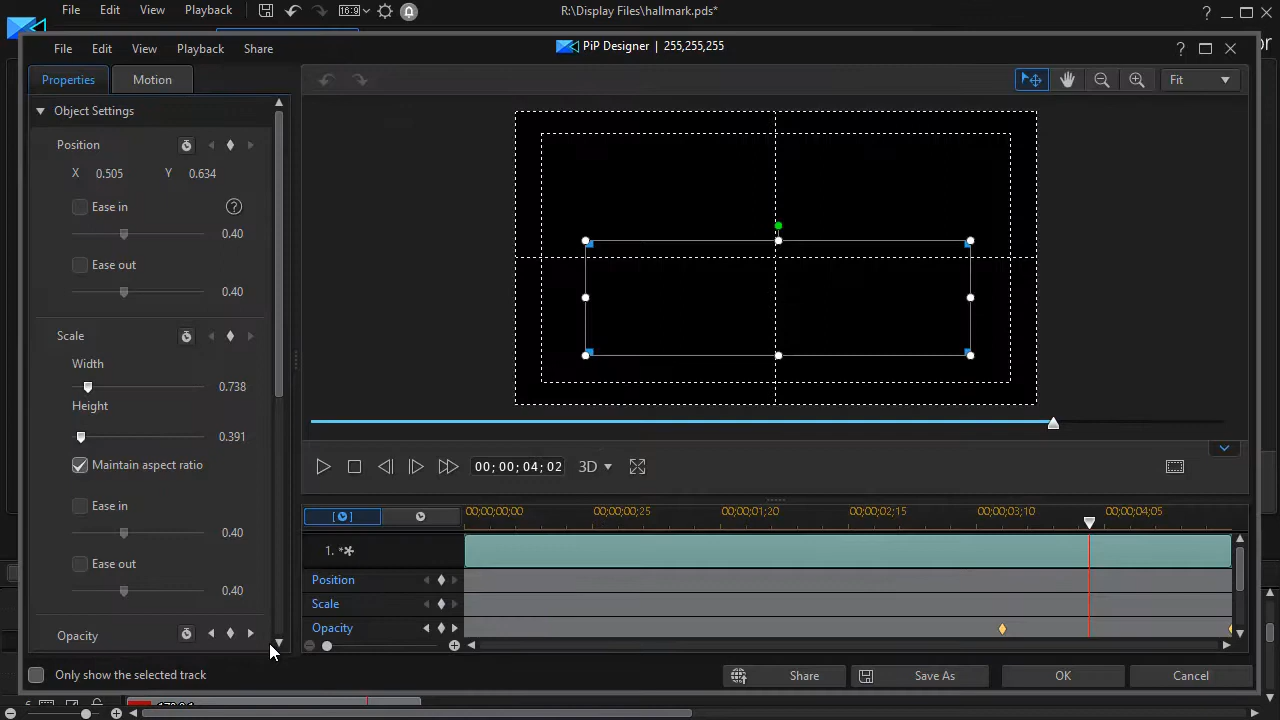 File Edit View Playback 16:9 R:\Display Files\hallmark.pds* ?
PiP Designer | 255,255,255
File Edit View Playback Share ?
Properties Motion Fit
Object Settings
Position
X 0.505 Y 0.634
Ease in ?
0.40
Ease out
0.40
Scale
Width
0.738
Height
0.391
Maintain aspect ratio
Ease in
0.40
Ease out
0.40
Opacity
Only show the selected track
00; 00; 04; 02 3D
00;00;00;00 00;00;00;25 00;00;01;20 00;00;02;15 00;00;03;10 00;00;04;05
1. *
Position
Scale
Opacity
Share Save As OK Cancel